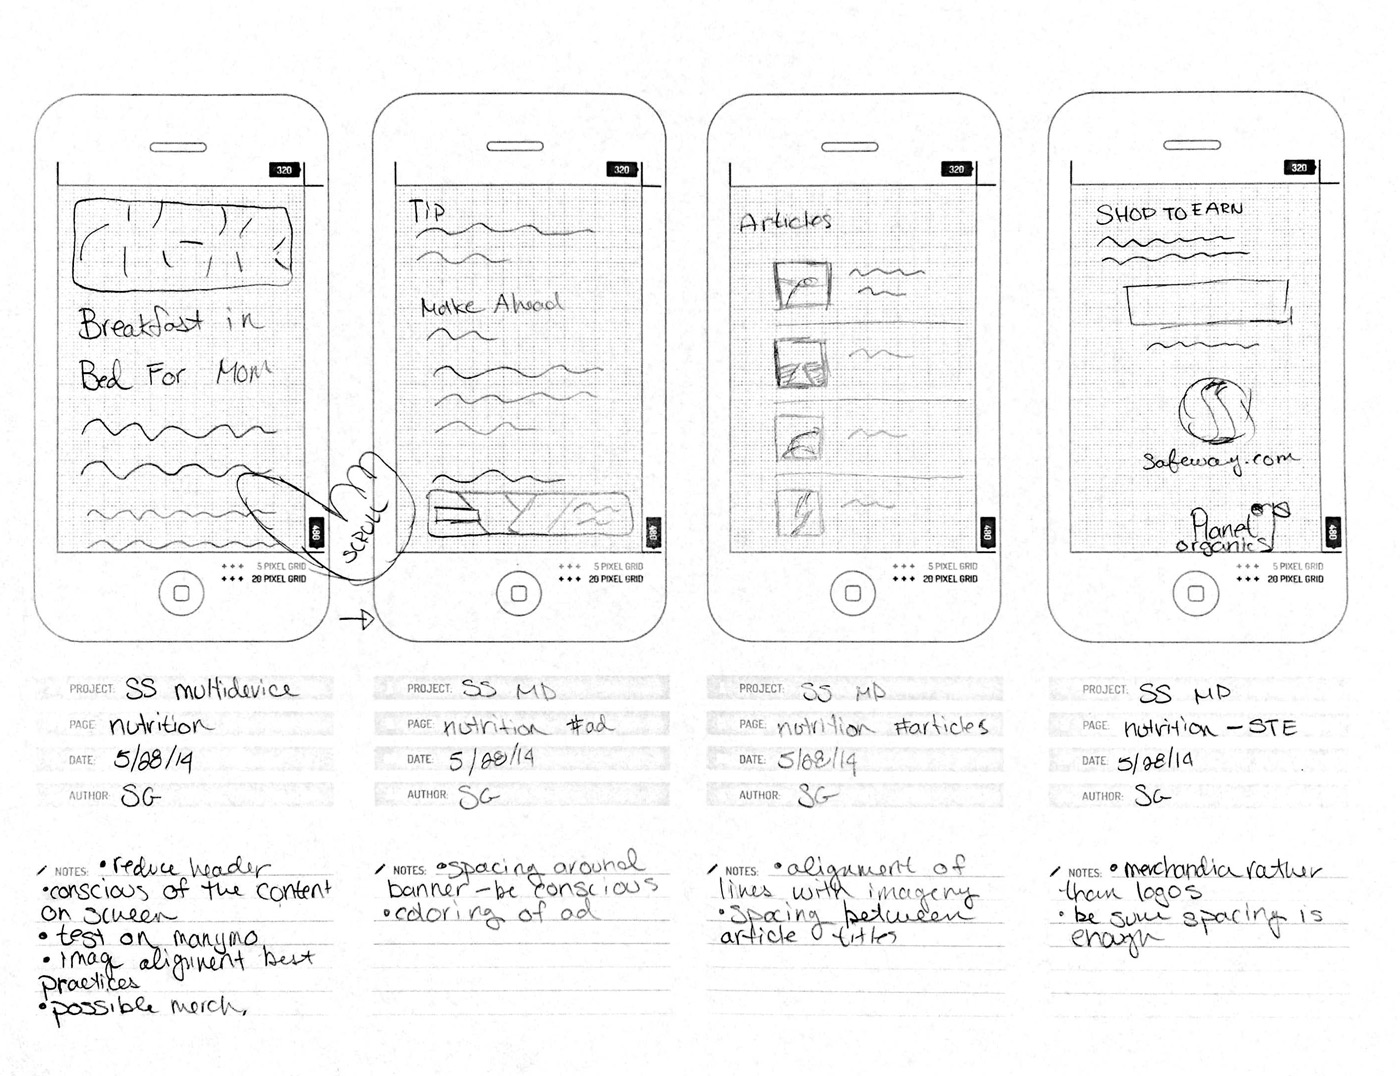 320
Breakfast in
Bed For Mom
SCROLL
480
5 PIXEL GRID
20 PIXEL GRID
PROJECT: SS multidevice
PAGE nutrition
DATE: 5/28/14
AUTHOR: SG
NOTES: • reduce header
• conscious of the content
on screen
• test on manymo
• imag alignment best
practices
• possible merch,
320
Tip
Make Ahead
480
5 PIXEL GRID
20 PIXEL GRID
PROJECT: SS MD
PAGE nutrition #ad
DATE: 5/28/14
AUTHOR: SG
NOTES: • spacing around
banner – be conscious
• coloring of ad
320
Articles
480
5 PIXEL GRID
20 PIXEL GRID
PROJECT: SS MD
PAGE: nutrition #articles
DATE: 5/28/14
AUTHOR: SG
NOTES: • alignment of
lines with imagery
• Spacing between
article titles
320
SHOP TO EARN
Safeway.com
Planet
organics
480
5 PIXEL GRID
20 PIXEL GRID
PROJECT: SS MD
PAGE: nutrition – STE
DATE: 5/28/14
AUTHOR: SG
NOTES: • merchandia rather
than logos
• be sure spacing is
enough